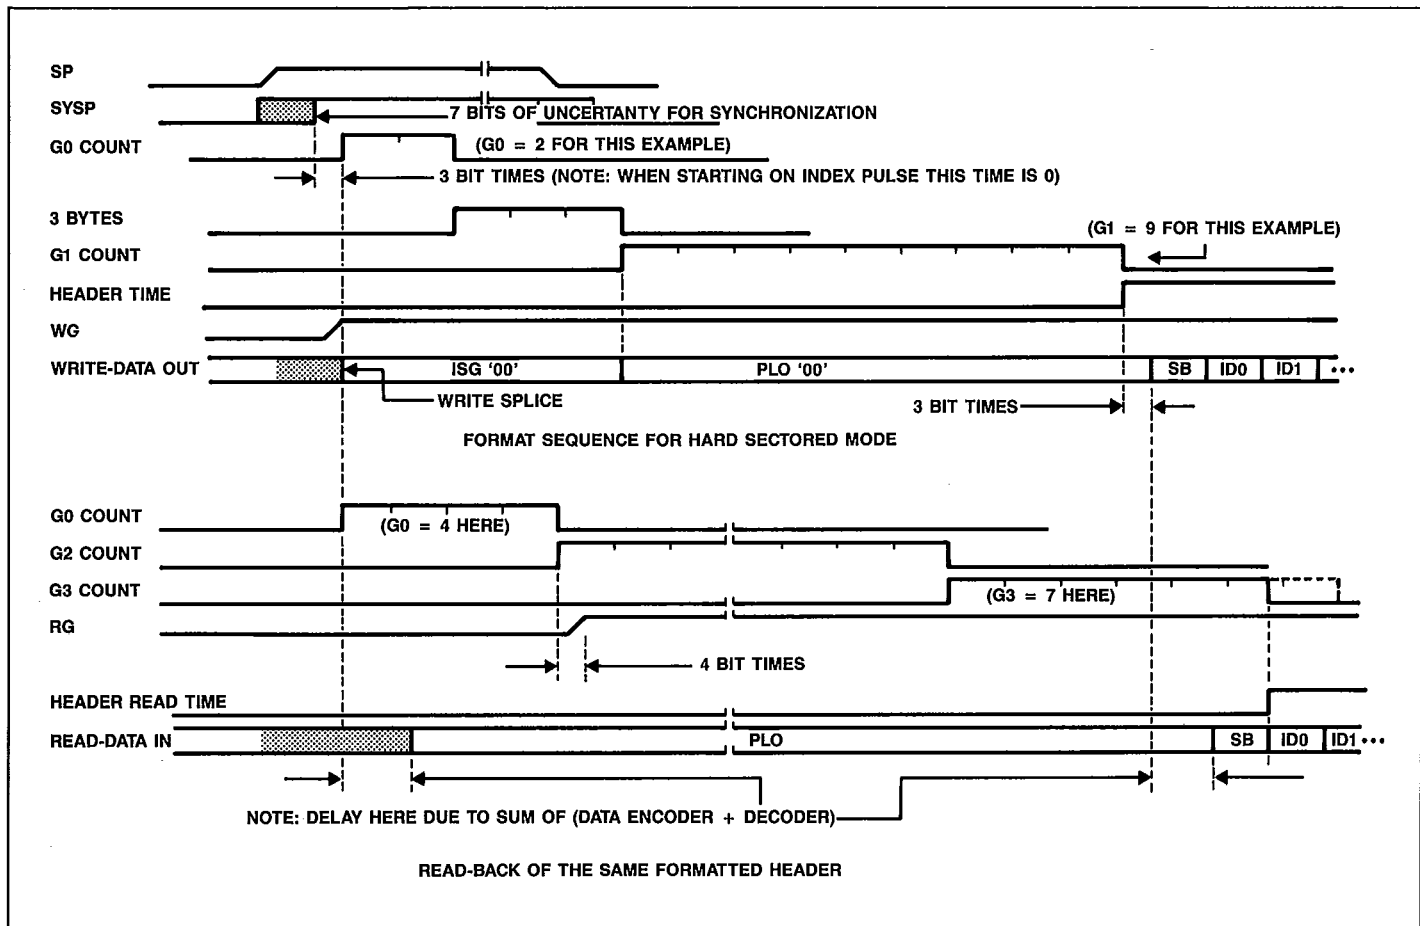 SP
SYSP
7 BITS OF UNCERTANTY FOR SYNCHRONIZATION
G0 COUNT
(G0 = 2 FOR THIS EXAMPLE)
3 BIT TIMES (NOTE: WHEN STARTING ON INDEX PULSE THIS TIME IS 0)
3 BYTES
(G1 = 9 FOR THIS EXAMPLE)
G1 COUNT
HEADER TIME
WG
WRITE-DATA OUT
ISG '00'
PLO '00'
SB
ID0
ID1
•••
WRITE SPLICE
3 BIT TIMES
FORMAT SEQUENCE FOR HARD SECTORED MODE
G0 COUNT
(G0 = 4 HERE)
G2 COUNT
G3 COUNT
(G3 = 7 HERE)
RG
4 BIT TIMES
HEADER READ TIME
READ-DATA IN
PLO
SB
ID0
ID1 •••
NOTE: DELAY HERE DUE TO SUM OF (DATA ENCODER + DECODER)
READ-BACK OF THE SAME FORMATTED HEADER